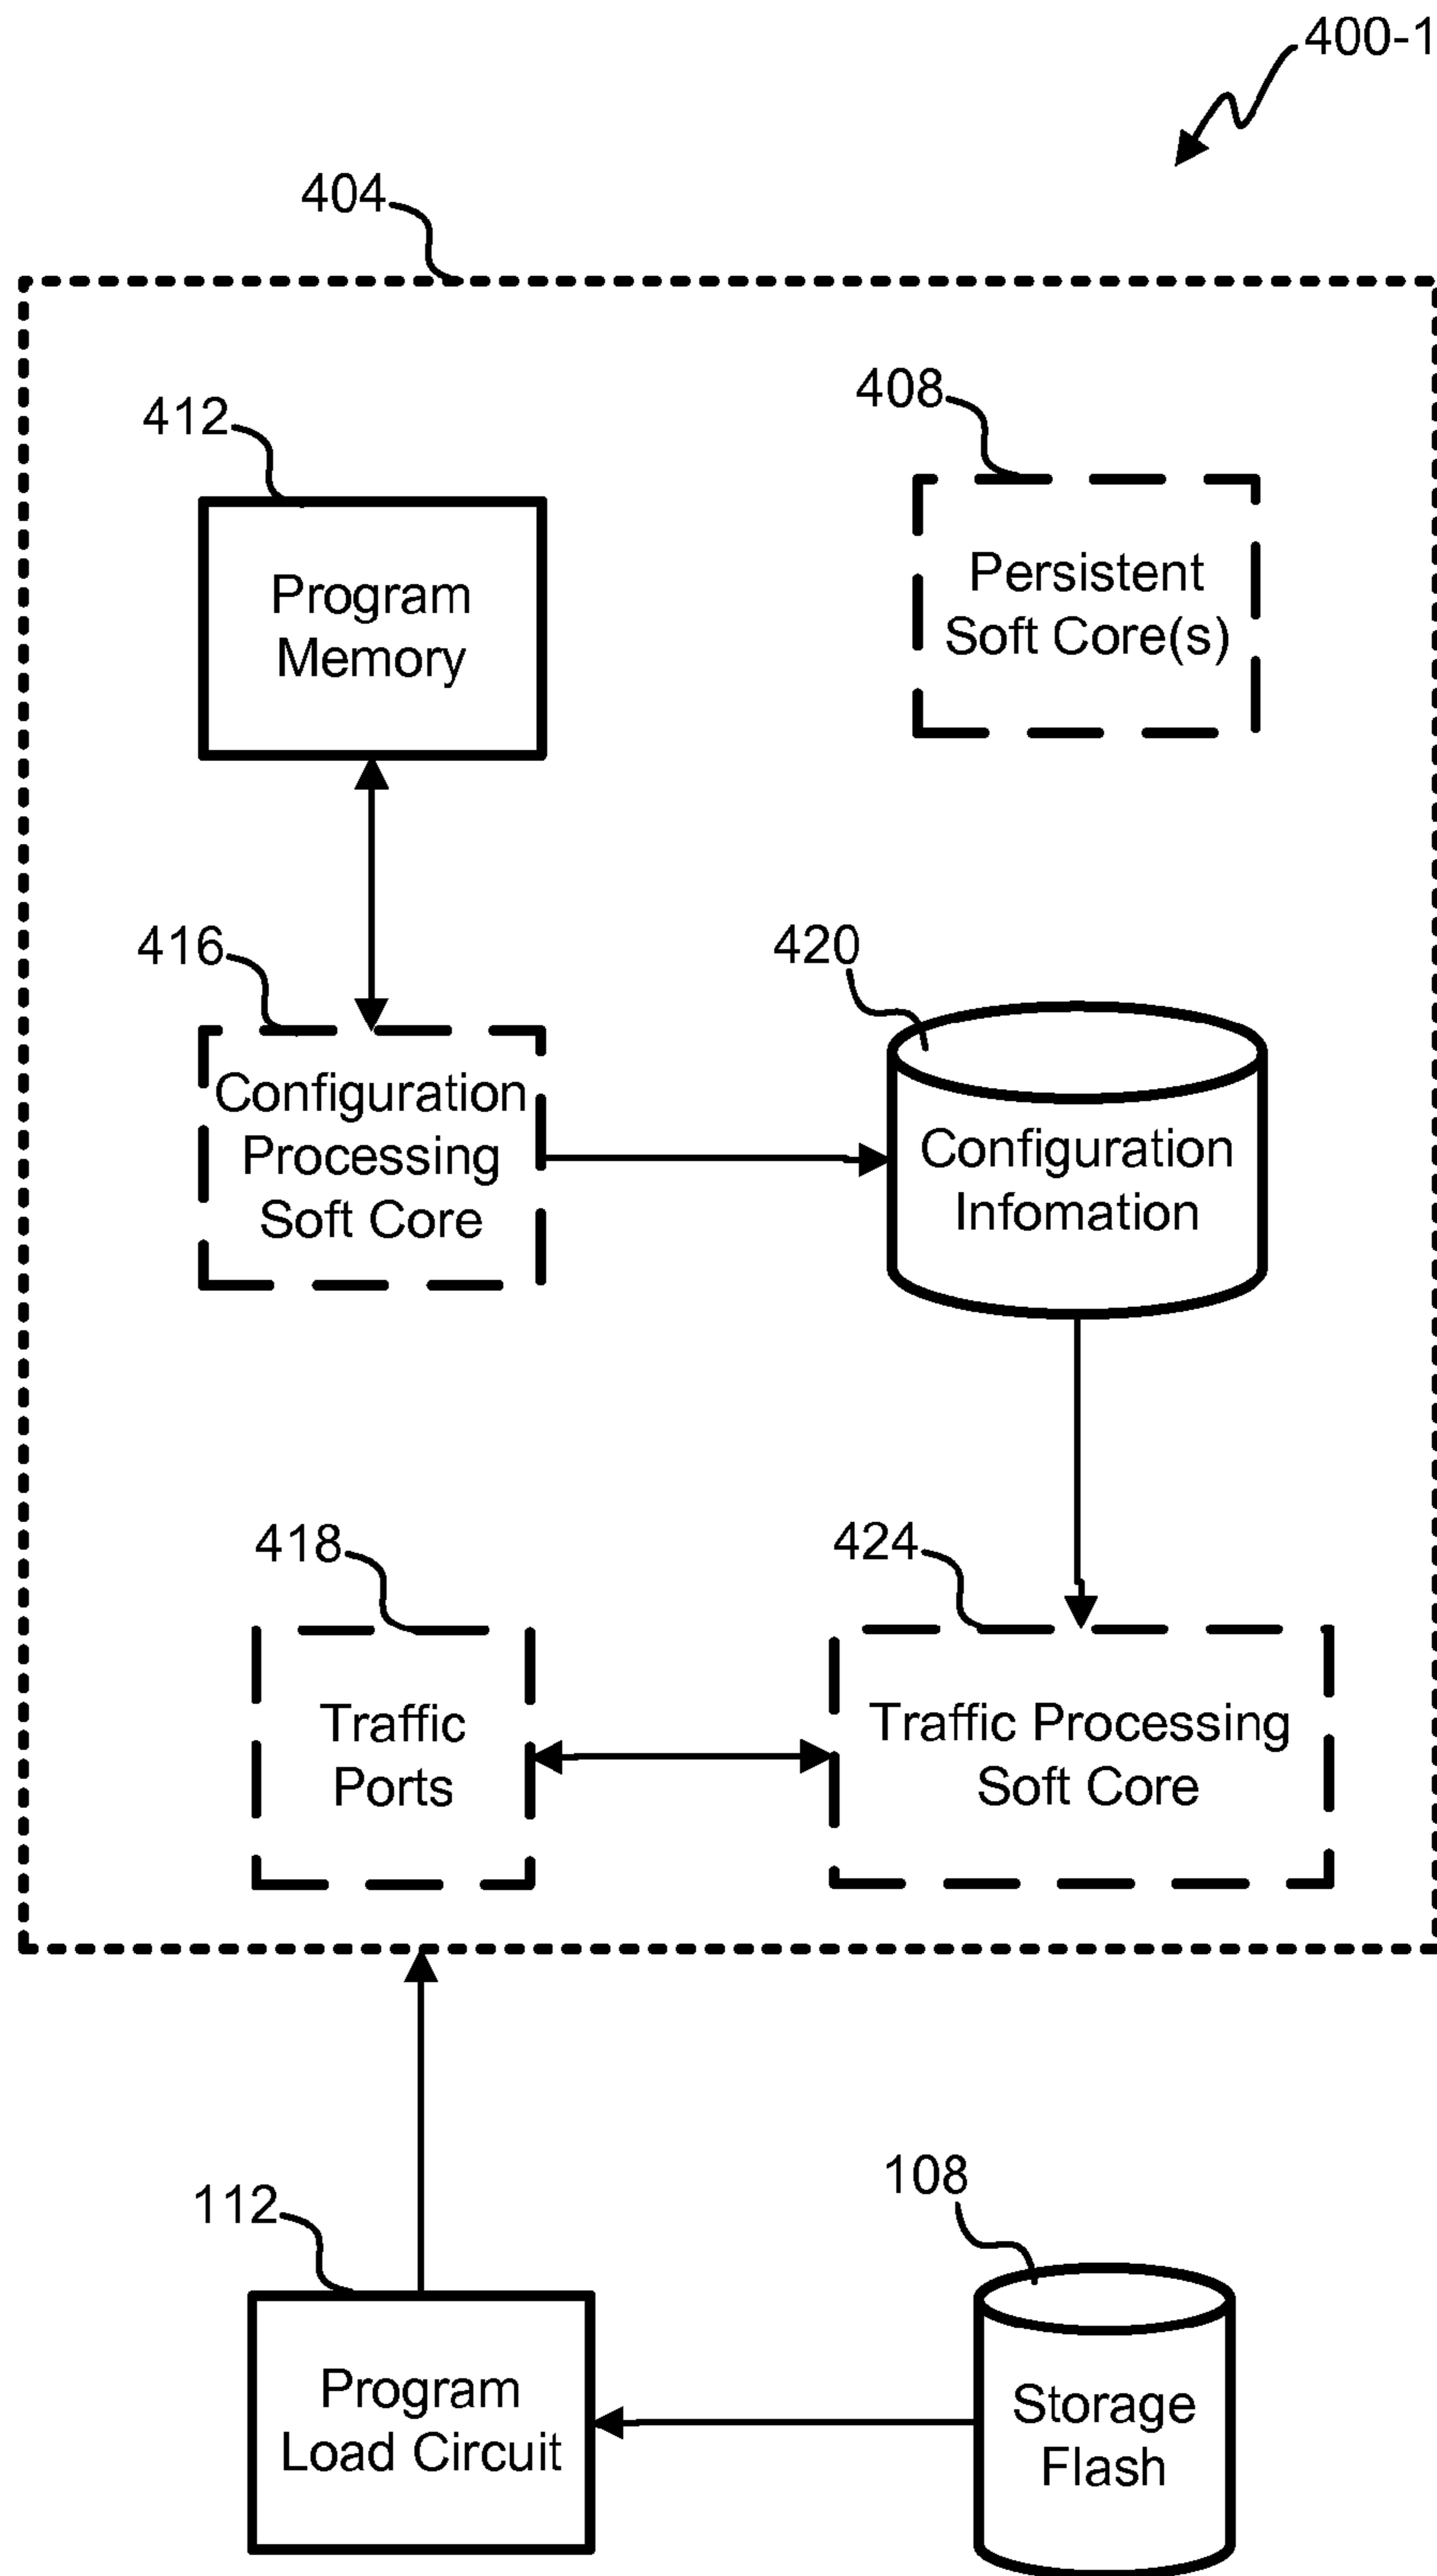 400-1
404
408
412
Persistent
Soft Core(s)
Program
Memory
416
420
Configuration
Processing
Soft Core
Configuration
Infomation
418
424
Traffic
Ports
Traffic Processing
Soft Core
112
108
Program
Load Circuit
Storage
Flash